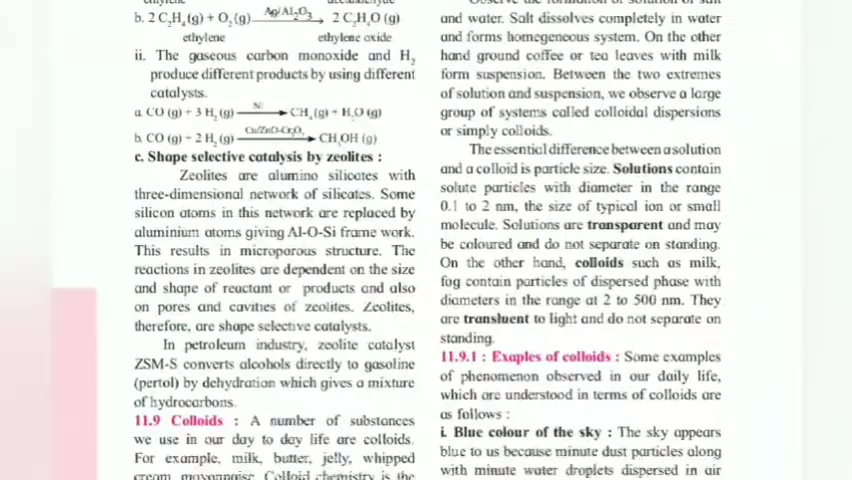 b. 2 C₂H₄(g) + O₂(g) Ag/Al₂O₃ 2 C₂H₄O (g)
ethylene ethylene oxide
ii. The gaseous carbon monoxide and H₂
produce different products by using different
catalysts.
a. CO (g) + 3 H₂(g) Ni CH₄(g) + H₂O (g)
b. CO (g) + 2 H₂(g) Cu/ZnO-Cr₂O₃ CH₃OH (g)
c. Shape selective catalysis by zeolites :
Zeolites are alumino silicates with
three-dimensional network of silicates. Some
silicon atoms in this network are replaced by
aluminium atoms giving Al-O-Si frame work.
This results in microporous structure. The
reactions in zeolites are dependent on the size
and shape of reactant or products and also
on pores and cavities of zeolites. Zeolites,
therefore, are shape selective catalysts.
In petroleum industry, zeolite catalyst
ZSM-S converts alcohols directly to gasoline
(pertol) by dehydration which gives a mixture
of hydrocarbons.
11.9 Colloids : A number of substances
we use in our day to day life are colloids.
For example, milk, butter, jelly, whipped
cream, mayonnaise. Colloid chemistry is the
and water. Salt dissolves completely in water
and forms homegeneous system. On the other
hand ground coffee or tea leaves with milk
form suspension. Between the two extremes
of solution and suspension, we observe a large
group of systems called colloidal dispersions
or simply colloids.
The essential difference between a solution
and a colloid is particle size. Solutions contain
solute particles with diameter in the range
0.1 to 2 nm, the size of typical ion or small
molecule. Solutions are transparent and may
be coloured and do not separate on standing.
On the other hand, colloids such as milk,
fog contain particles of dispersed phase with
diameters in the range at 2 to 500 nm. They
are transluent to light and do not separate on
standing.
11.9.1 : Exaples of colloids : Some examples
of phenomenon observed in our daily life,
which are understood in terms of colloids are
as follows :
i. Blue colour of the sky : The sky appears
blue to us because minute dust particles along
with minute water droplets dispersed in air